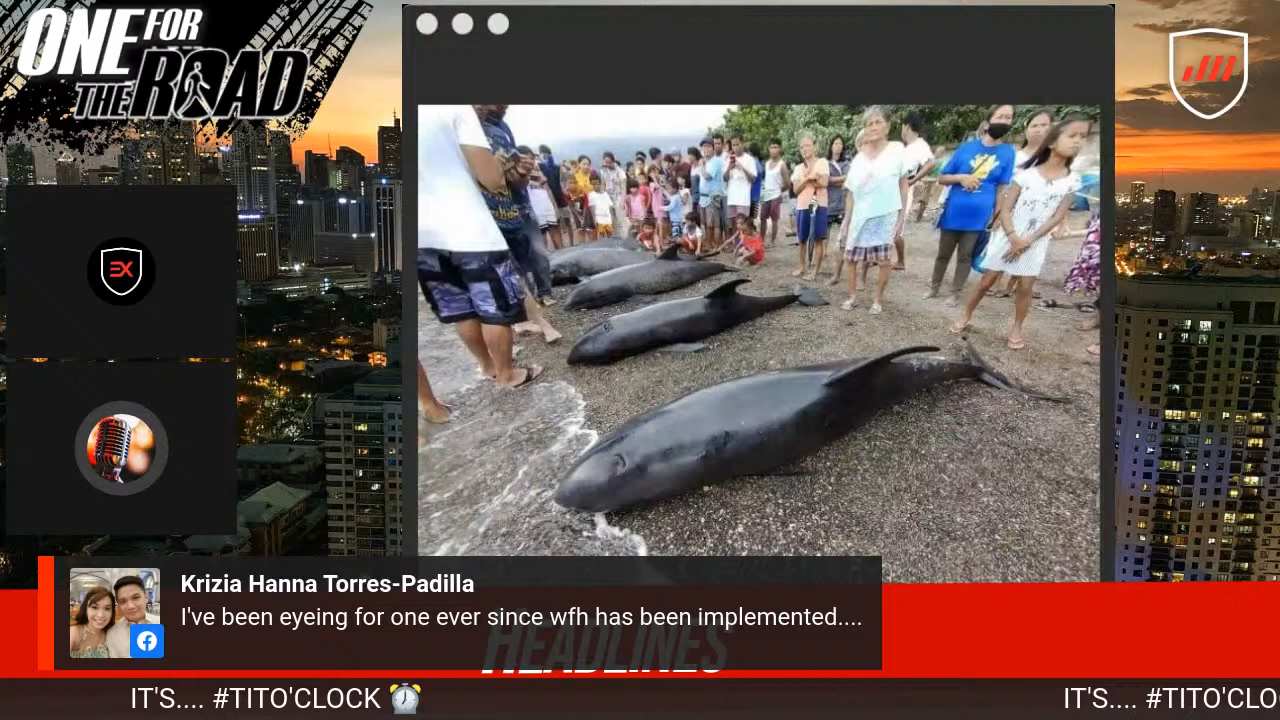 ONE FOR
THE ROAD
EX
Krizia Hanna Torres-Padilla
I've been eyeing for one ever since wfh has been implemented....
HEADLINES
IT'S.... #TITO'CLOCK ⏰
IT'S.... #TITO'CLO